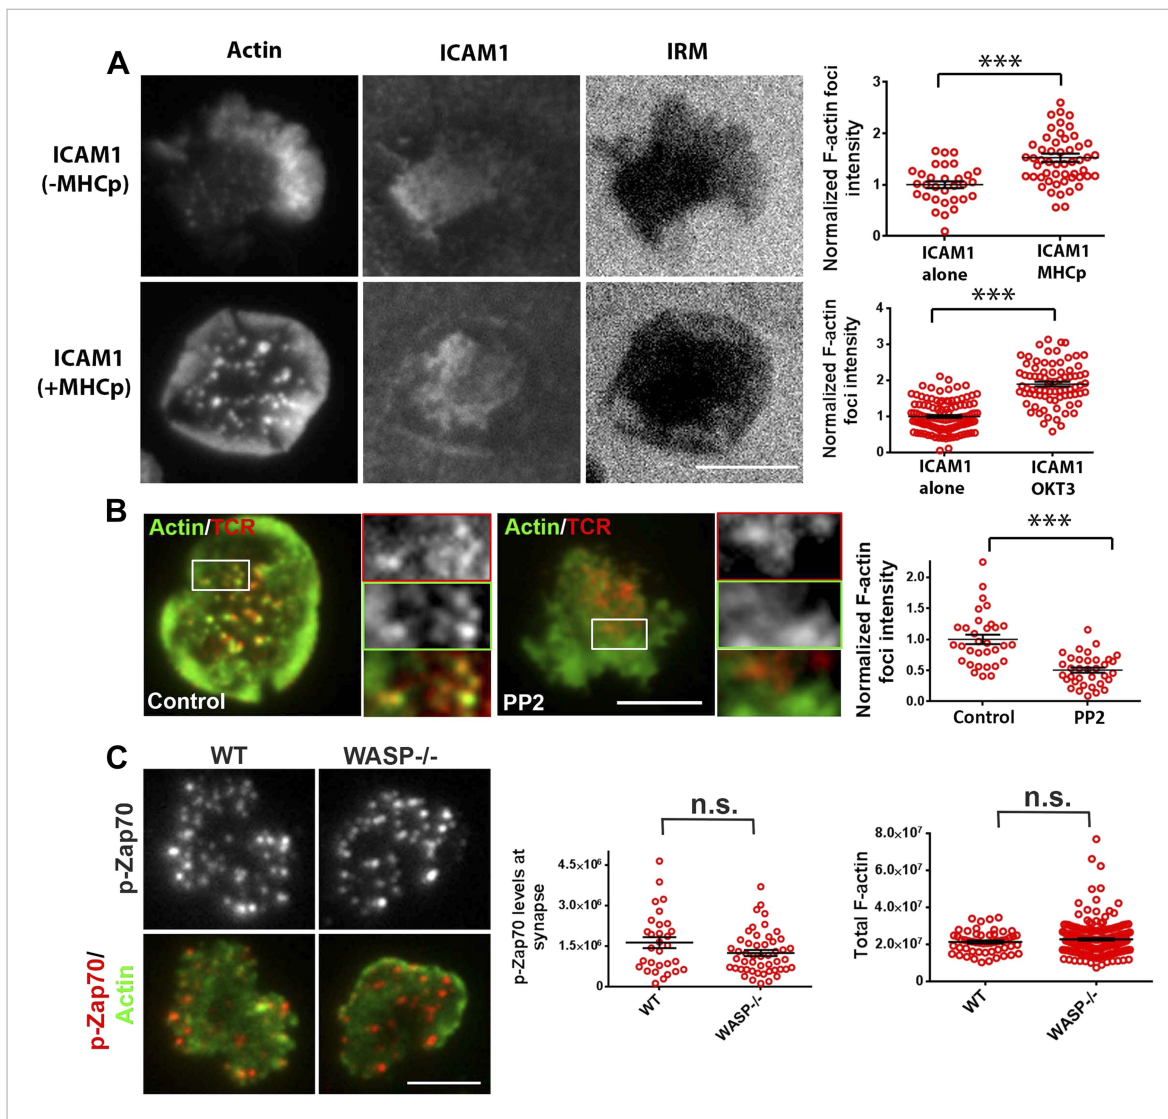 A
Actin
ICAM1
IRM
ICAM1
(-MHCp)
ICAM1
(+MHCp)
Normalized F-actin foci
intensity
3
2
1
0
***
ICAM1
alone
ICAM1
MHCp
Normalized F-actin
foci intensity
4
3
2
1
0
***
ICAM1
alone
ICAM1
OKT3
B
Actin/TCR
Control
Actin/TCR
PP2
Normalized F-actin
foci intensity
2.0
1.5
1.0
0.5
0.0
***
Control
PP2
C
WT
WASP-/-
p-Zap70
p-Zap70/
Actin
p-Zap70 levels at
synapse
4.5×10⁶
3.0×10⁶
1.5×10⁶
0
n.s.
WT
WASP-/-
Total F-actin
8.0×10⁷
6.0×10⁷
4.0×10⁷
2.0×10⁷
0
n.s.
WT
WASP-/-